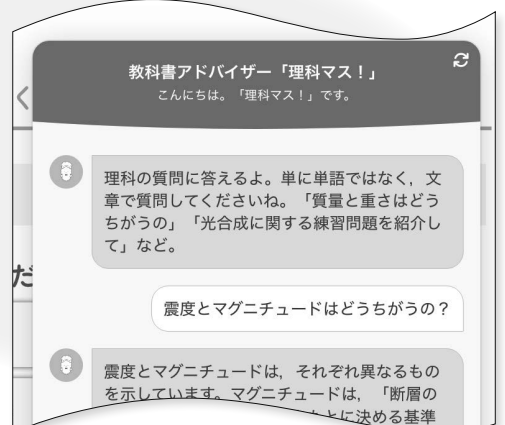 教科書アドバイザー「理科マス！」
こんにちは。「理科マス！」です。
理科の質問に答えるよ。単に単語ではなく，文
章で質問してくださいね。「質量と重さはどう
ちがうの」「光合成に関する練習問題を紹介し
て」など。
だ
震度とマグニチュードはどうちがうの？
震度とマグニチュードは，それぞれ異なるもの
を示しています。マグニチュードは，「断層の
とに決める基準